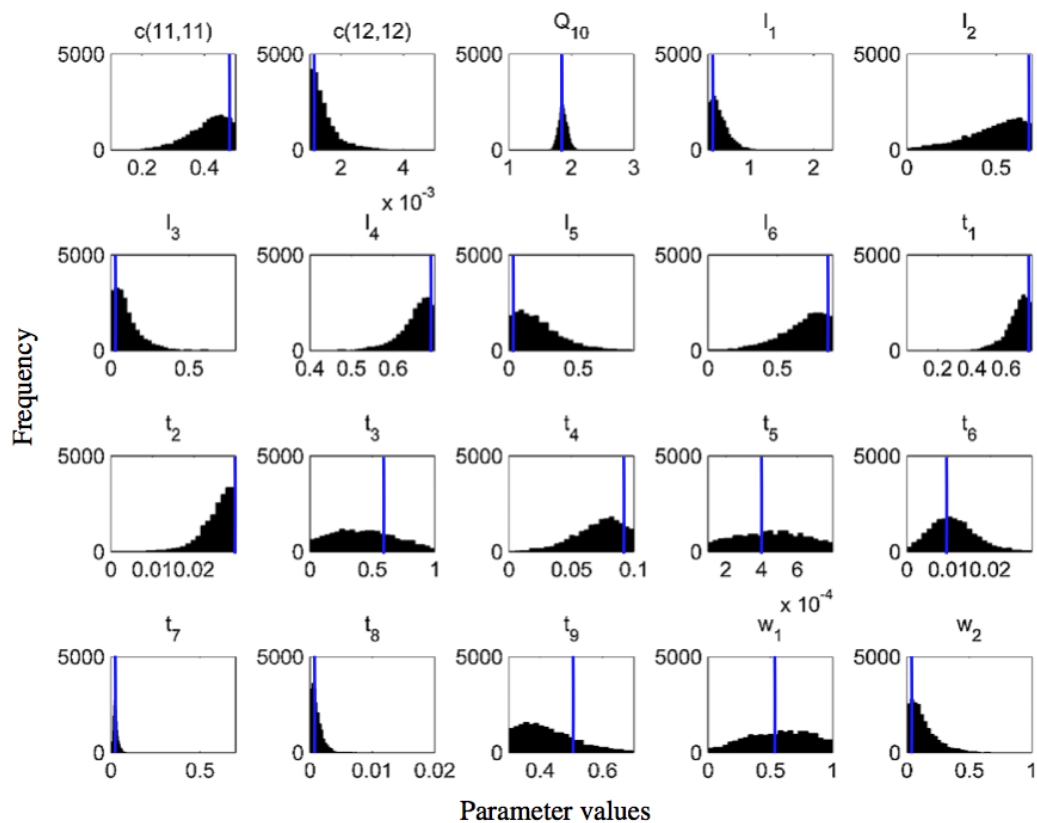 c(11,11) c(12,12) Q10 l1 l2
5000 5000 5000 5000 5000
0 0 0 0 0
0.2 0.4 2 4 1 2 3 1 2 0 0.5
x 10-3
l3 l4 l5 l6 t1
5000 5000 5000 5000 5000
0 0 0 0 0
0 0.5 0.4 0.5 0.6 0 0.5 0 0.5 0.2 0.4 0.6
Frequency
t2 t3 t4 t5 t6
5000 5000 5000 5000 5000
0 0 0 0 0
0 0.010.02 0 0.5 1 0 0.05 0.1 2 4 6 0 0.010.02
x 10-4
t7 t8 t9 w1 w2
5000 5000 5000 5000 5000
0 0 0 0 0
0 0.5 0 0.01 0.02 0.4 0.6 0 0.5 1 0 0.5 1
Parameter values